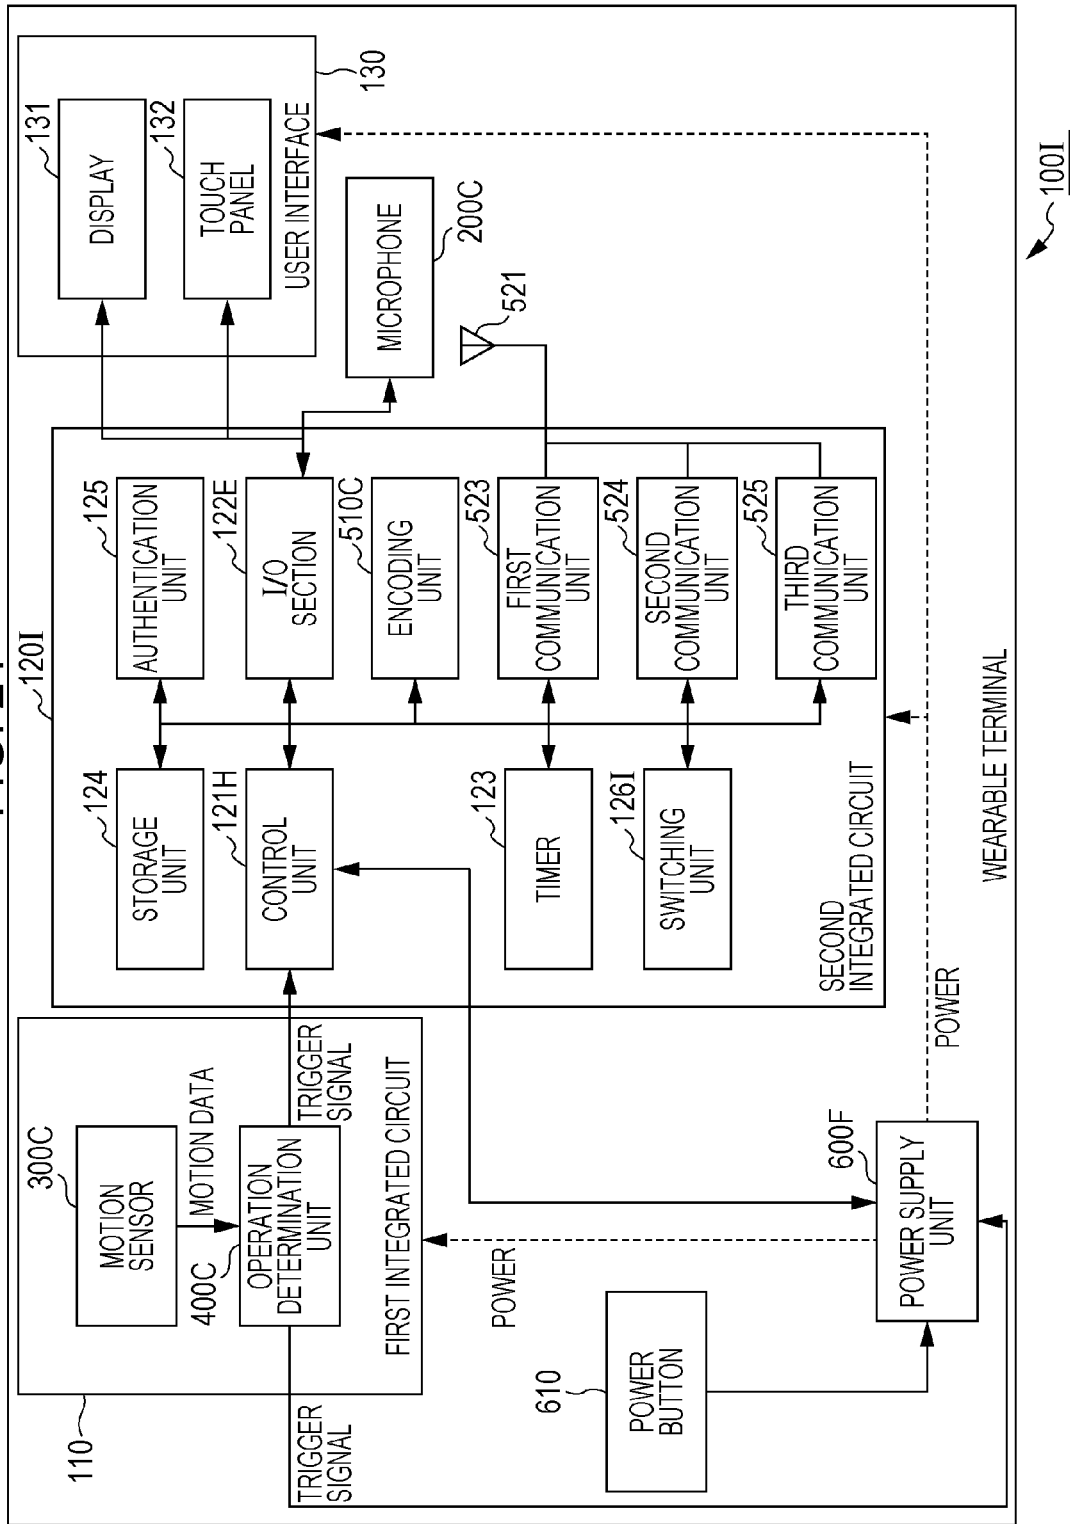 110
TRIGGER
SIGNAL
300C
MOTION
SENSOR
MOTION DATA
400C
OPERATION
DETERMINATION
UNIT
TRIGGER
SIGNAL
FIRST INTEGRATED CIRCUIT
120I
124
STORAGE
UNIT
125
AUTHENTICATION
UNIT
121H
CONTROL
UNIT
122E
I/O
SECTION
510C
ENCODING
UNIT
123
TIMER
523
FIRST
COMMUNICATION
UNIT
126I
SWITCHING
UNIT
524
SECOND
COMMUNICATION
UNIT
525
THIRD
COMMUNICATION
UNIT
SECOND
INTEGRATED CIRCUIT
131
DISPLAY
132
TOUCH
PANEL
USER INTERFACE
130
MICROPHONE
200C
521
POWER
610
POWER
BUTTON
600F
POWER SUPPLY
UNIT
POWER
WEARABLE TERMINAL
100I